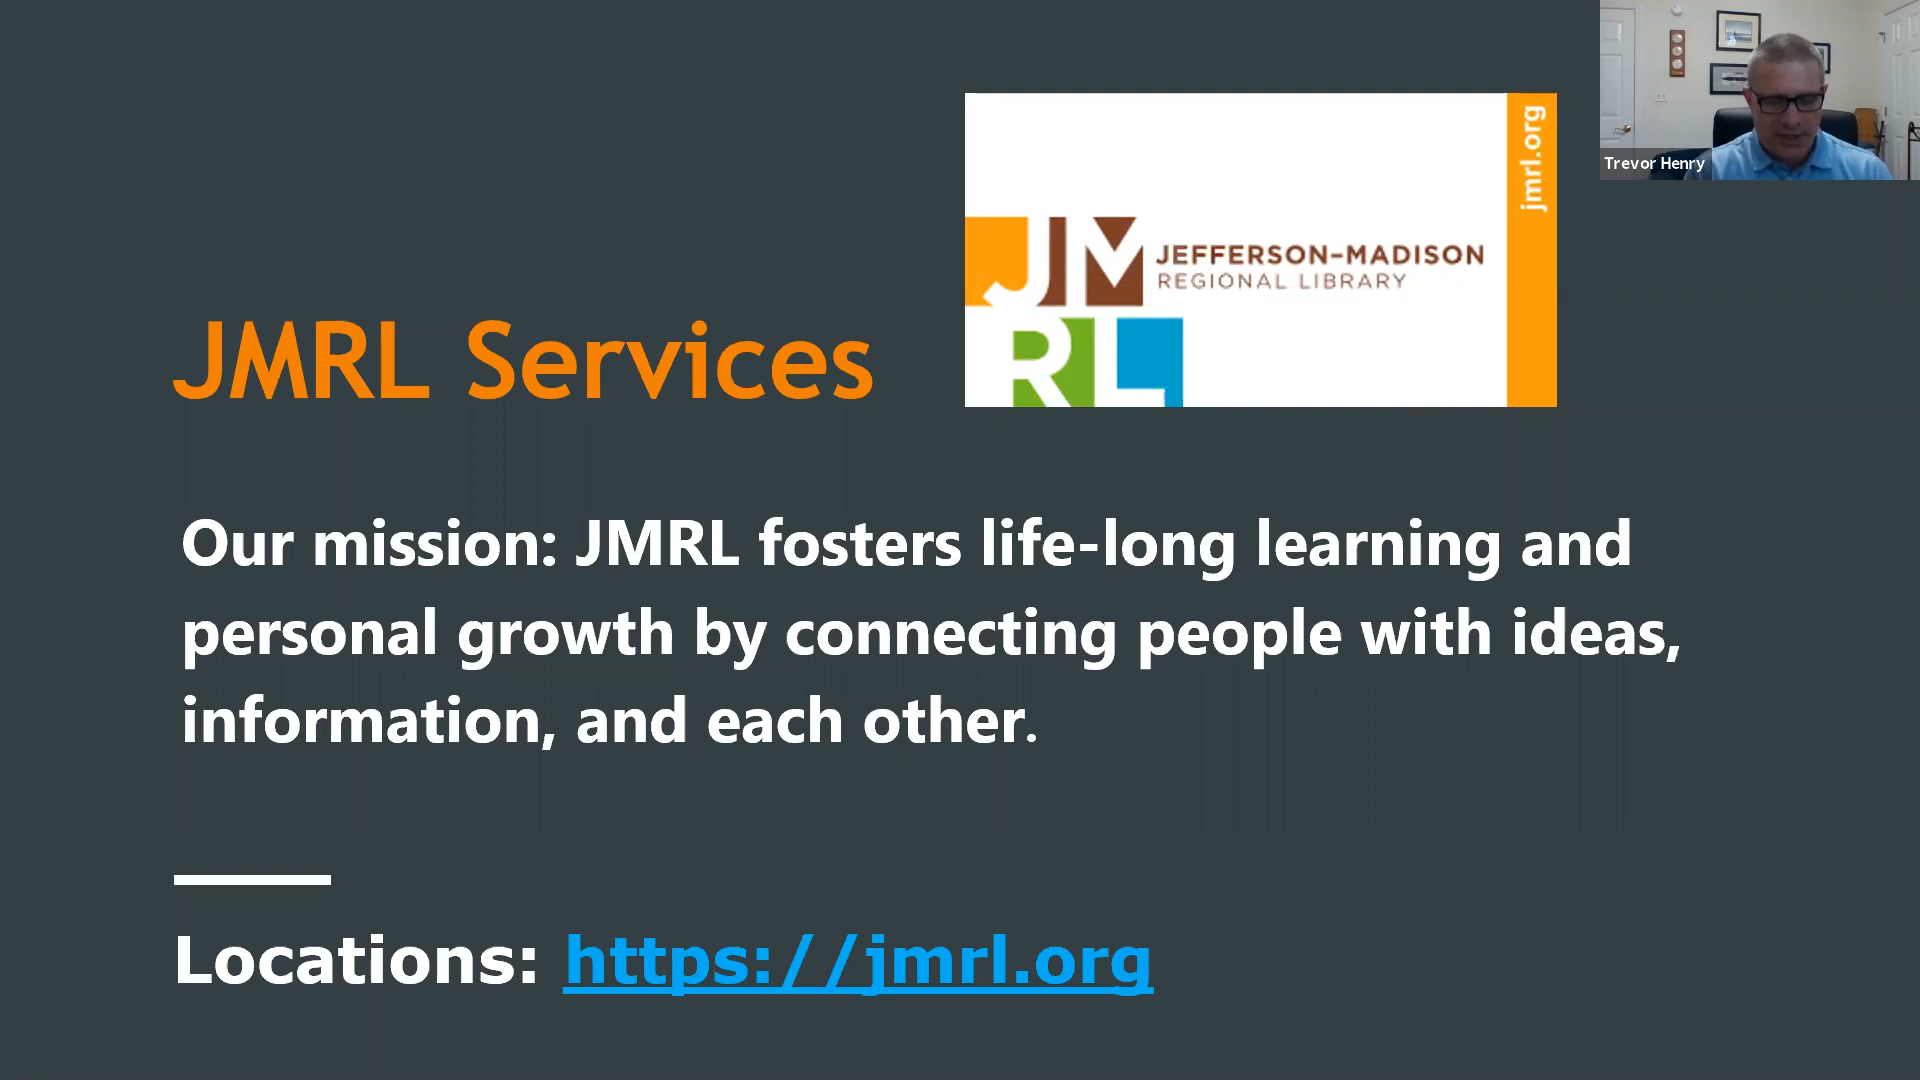 jmrl.org
Trevor Henry
JM
JEFFERSON-MADISON
REGIONAL LIBRARY
RL
JMRL Services
Our mission: JMRL fosters life-long learning and
personal growth by connecting people with ideas,
information, and each other.
Locations: https://jmrl.org